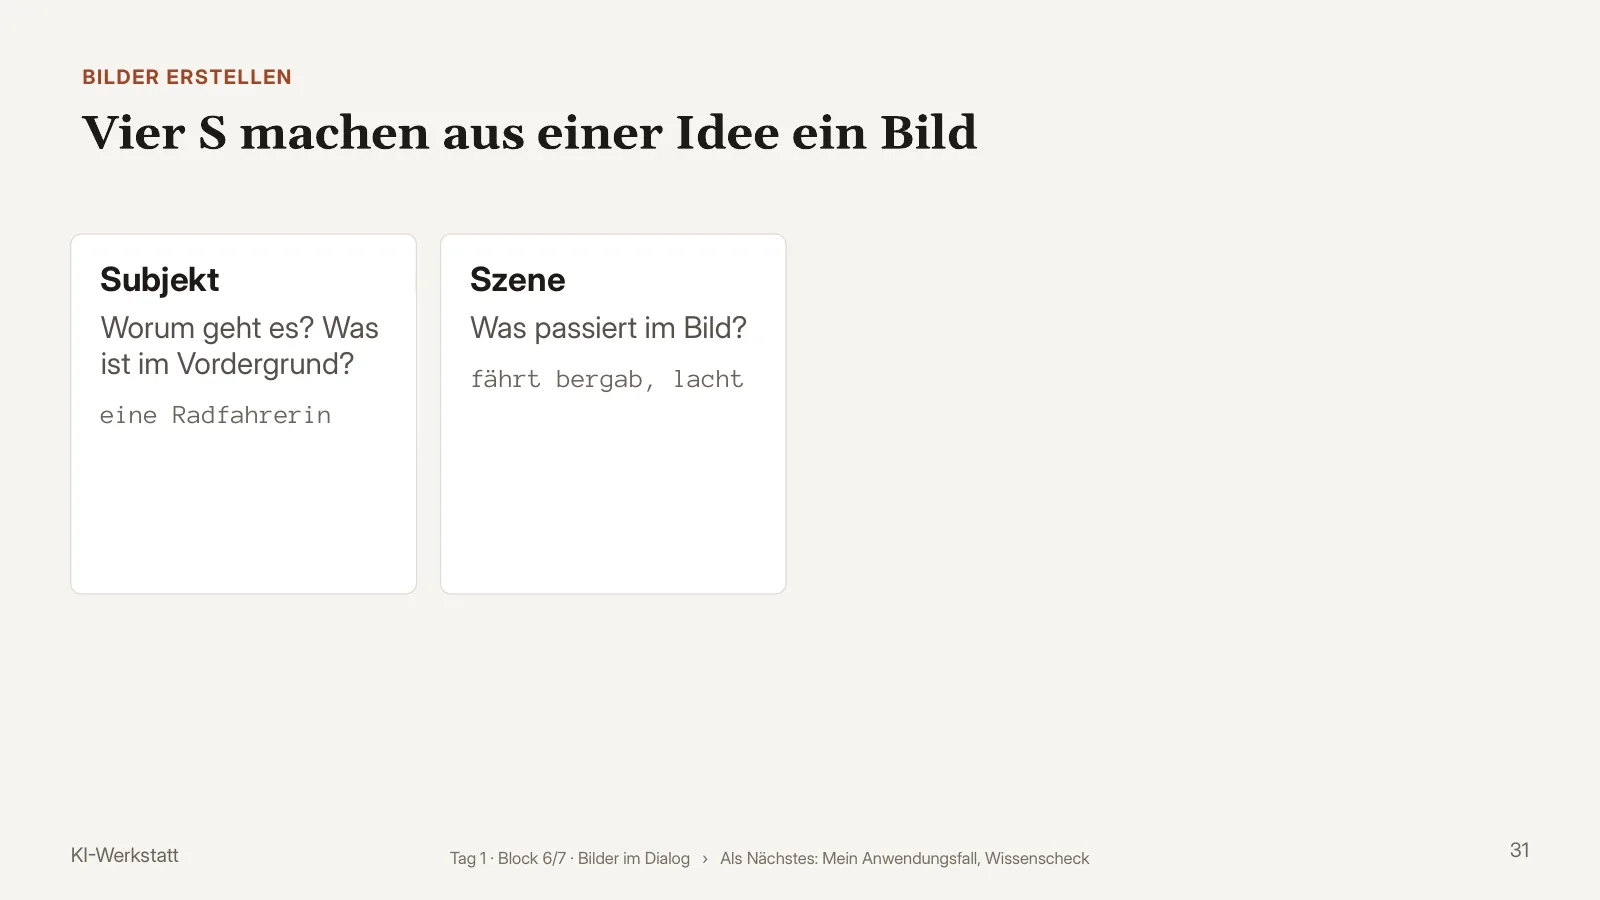 BILDER ERSTELLEN
Vier S machen aus einer Idee ein Bild
Subjekt
Worum geht es? Was
ist im Vordergrund?
eine Radfahrerin
Szene
Was passiert im Bild?
fährt bergab, lacht
KI-Werkstatt
Tag 1 · Block 6/7 · Bilder im Dialog › Als Nächstes: Mein Anwendungsfall, Wissenscheck
31